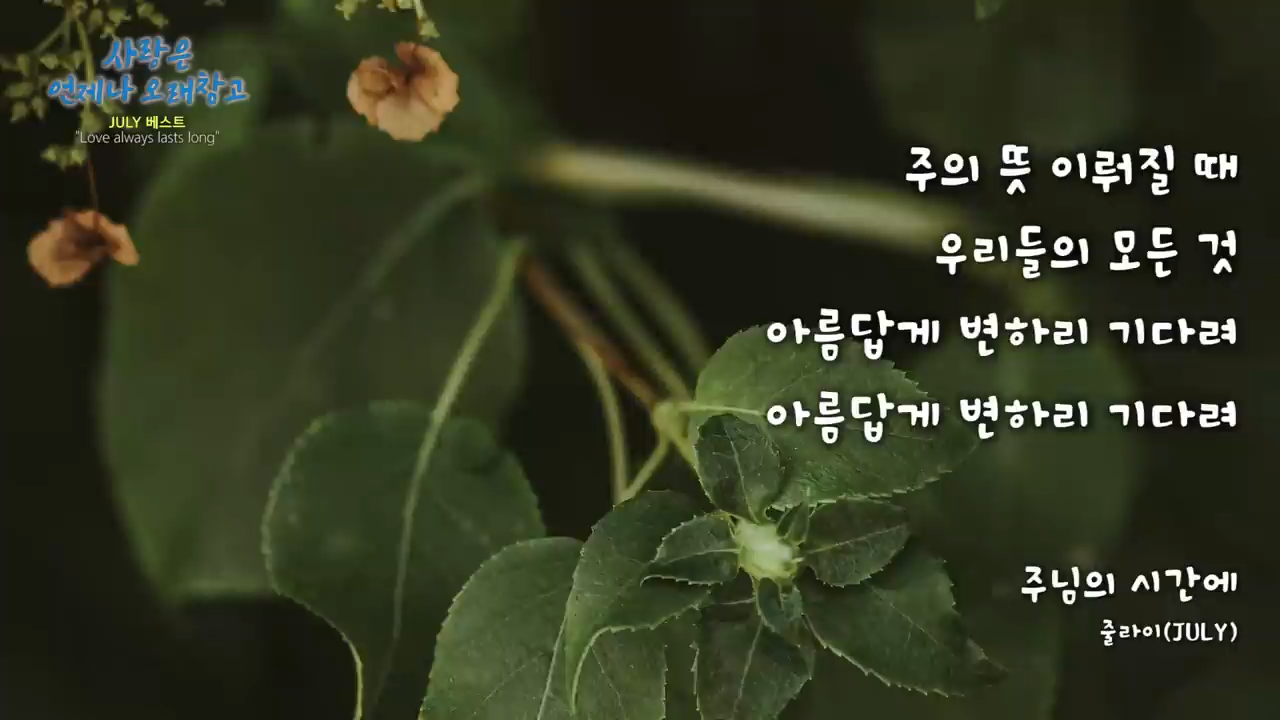 사랑은
언제나 오래참고
JULY 베스트
"Love always lasts long"
주의 뜻 이뤄질 때
우리들의 모든 것
아름답게 변하리 기다려
아름답게 변하리 기다려
주님의 시간에
줄라이(JULY)